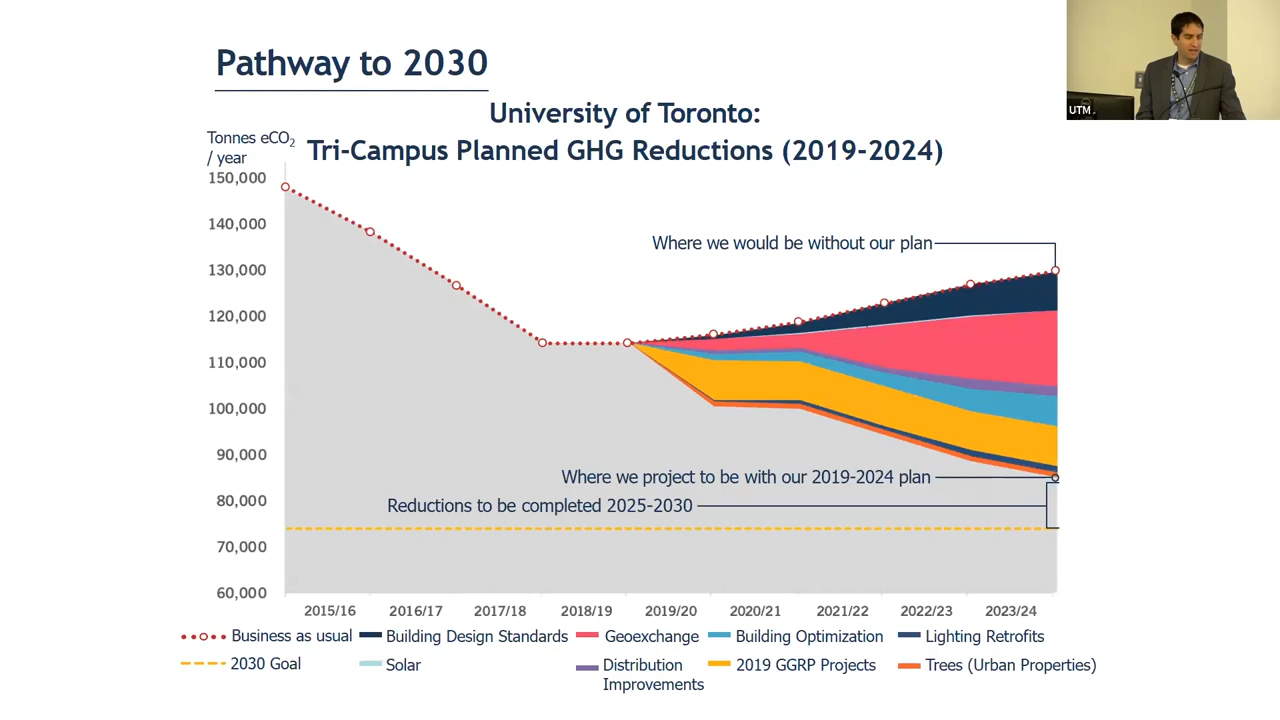 Pathway to 2030
UTM
University of Toronto:
Tri-Campus Planned GHG Reductions (2019-2024)
Tonnes eCO₂
/ year
150,000
140,000
130,000
120,000
110,000
100,000
90,000
80,000
70,000
60,000
Where we would be without our plan
Where we project to be with our 2019-2024 plan
Reductions to be completed 2025-2030
2015/16 2016/17 2017/18 2018/19 2019/20 2020/21 2021/22 2022/23 2023/24
Business as usual Building Design Standards Geoexchange Building Optimization Lighting Retrofits
2030 Goal Solar Distribution 2019 GGRP Projects Trees (Urban Properties)
Improvements